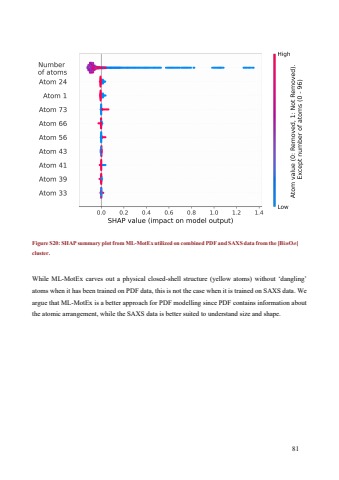 High
Number
of atoms
Atom 24
Atom 1
Atom 73
Atom 66
Atom 56
Atom 43
Atom 41
Atom 39
Atom 33
Low
Atom value (0: Removed, 1: Not Removed).
Except number of atoms (0 - 96)
0.0 0.2 0.4 0.6 0.8 1.0 1.2 1.4
SHAP value (impact on model output)
Figure S20: SHAP summary plot from ML-MotEx utilized on combined PDF and SAXS data from the
cluster.
While ML-MotEx carves out a physical closed-shell structure (yellow atoms) without ‘dangling’
atoms when it has been trained on PDF data, this is not the case when it is trained on SAXS data. We
argue that ML-MotEx is a better approach for PDF modelling since PDF contains information about
the atomic arrangement, while the SAXS data is better suited to understand size and shape.
81